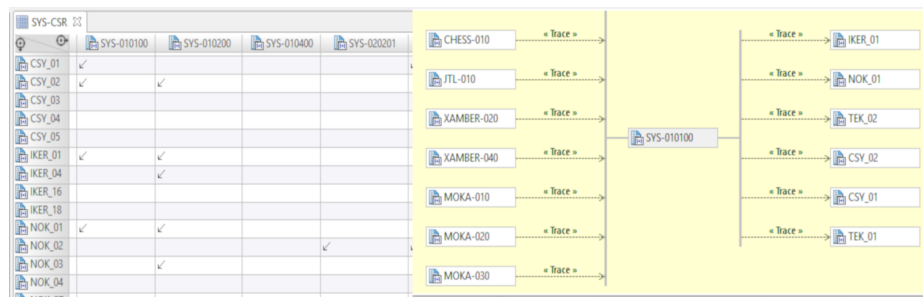 SYS-CSR
SYS-010100 SYS-010200 SYS-010400 SYS-020201
CSY_01
CSY_02
CSY_03
CSY_04
CSY_05
IKER_01
IKER_04
IKER_16
IKER_18
NOK_01
NOK_02
NOK_03
NOK_04
CHESS-010 « Trace »
JTL-010 « Trace »
XAMBER-020 « Trace »
XAMBER-040 « Trace »
MOKA-010 « Trace »
MOKA-020 « Trace »
MOKA-030 « Trace »
SYS-010100
« Trace » IKER_01
« Trace » NOK_01
« Trace » TEK_02
« Trace » CSY_02
« Trace » CSY_01
« Trace » TEK_01